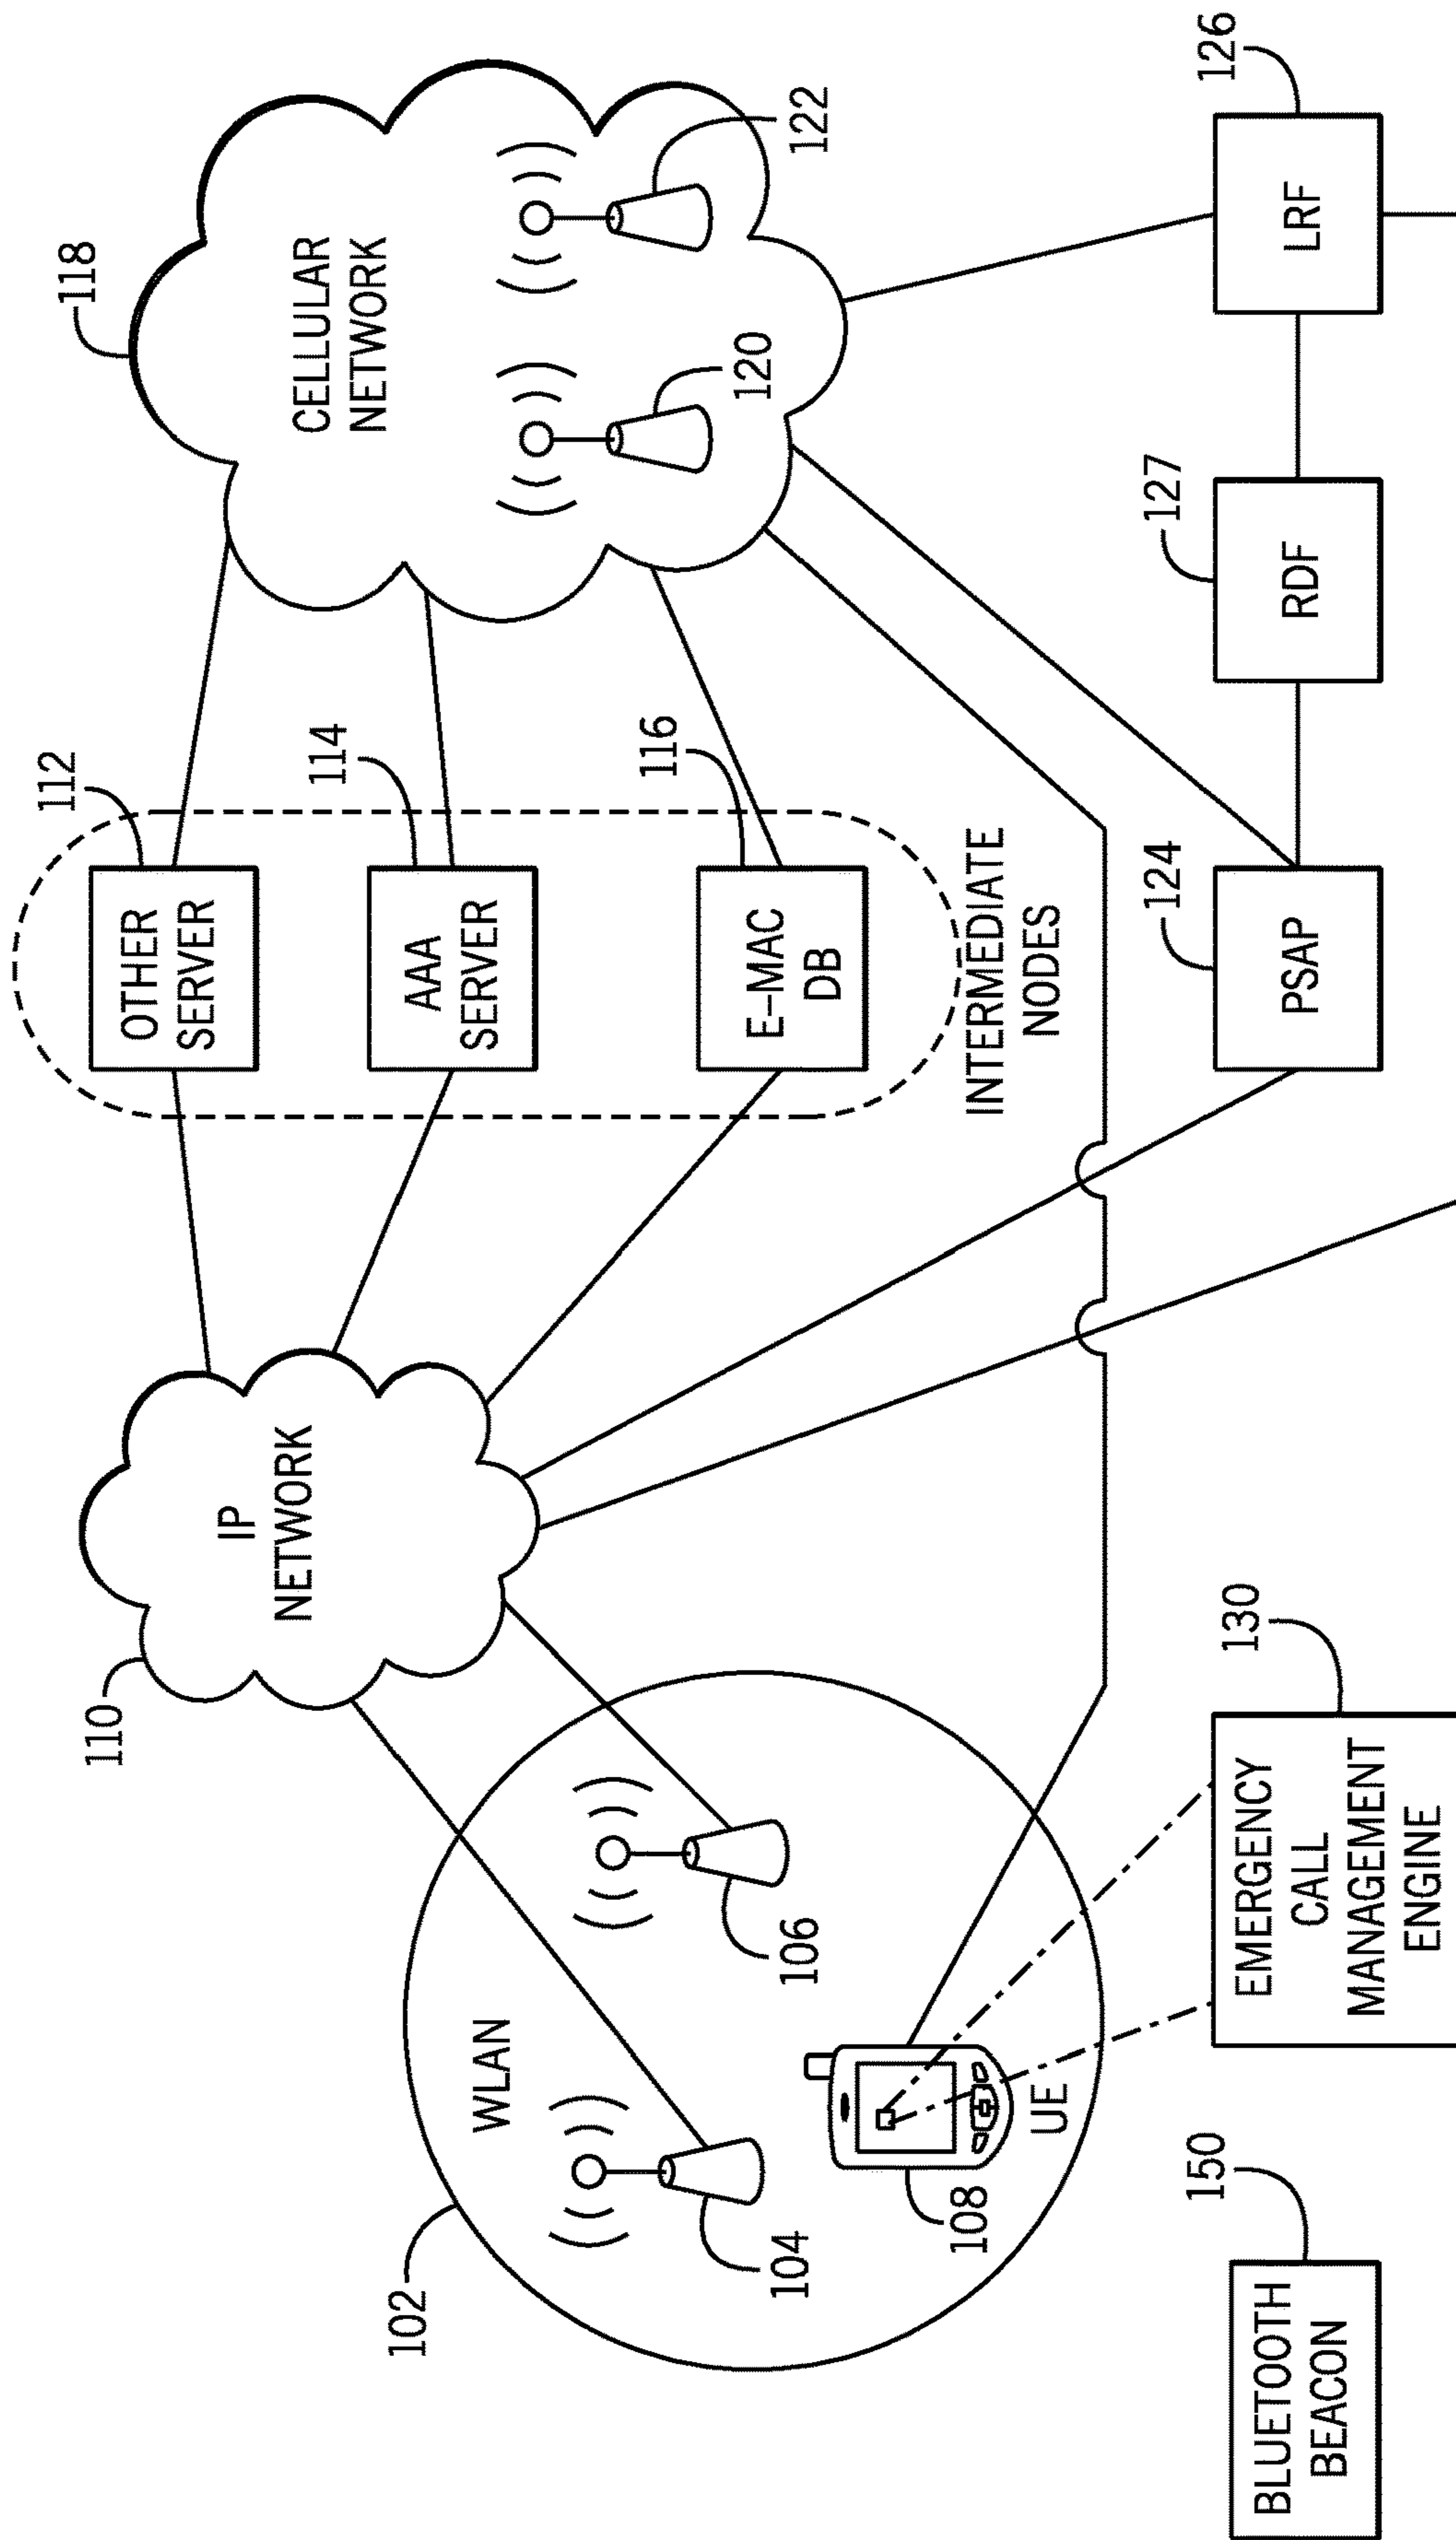 118
CELLULAR
NETWORK
120
122
112
OTHER
SERVER
114
AAA
SERVER
116
E-MAC
DB
INTERMEDIATE
NODES
110
IP
NETWORK
102
WLAN
104
106
108
UE
124
PSAP
127
RDF
126
LRF
130
EMERGENCY
CALL
MANAGEMENT
ENGINE
150
BLUETOOTH
BEACON